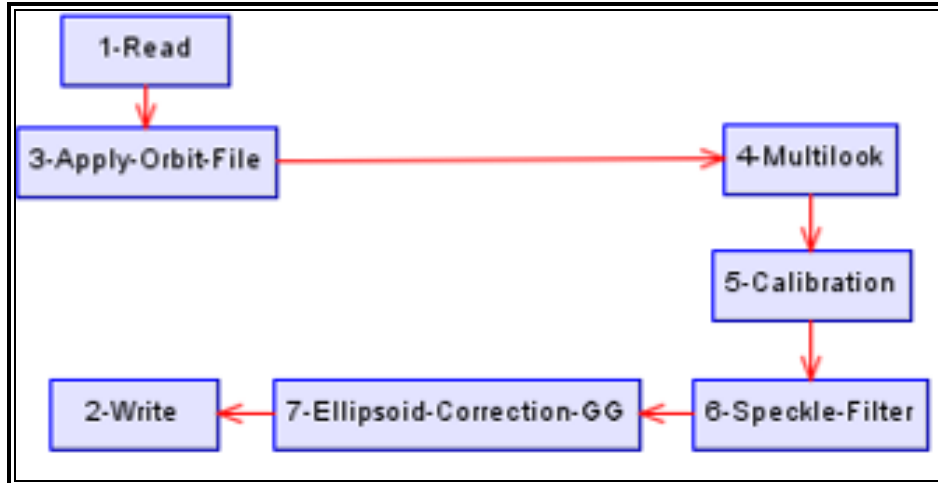 1-Read
3-Apply-Orbit-File
4-Multilook
5-Calibration
2-Write
7-Ellipsoid-Correction-GG
6-Speckle-Filter